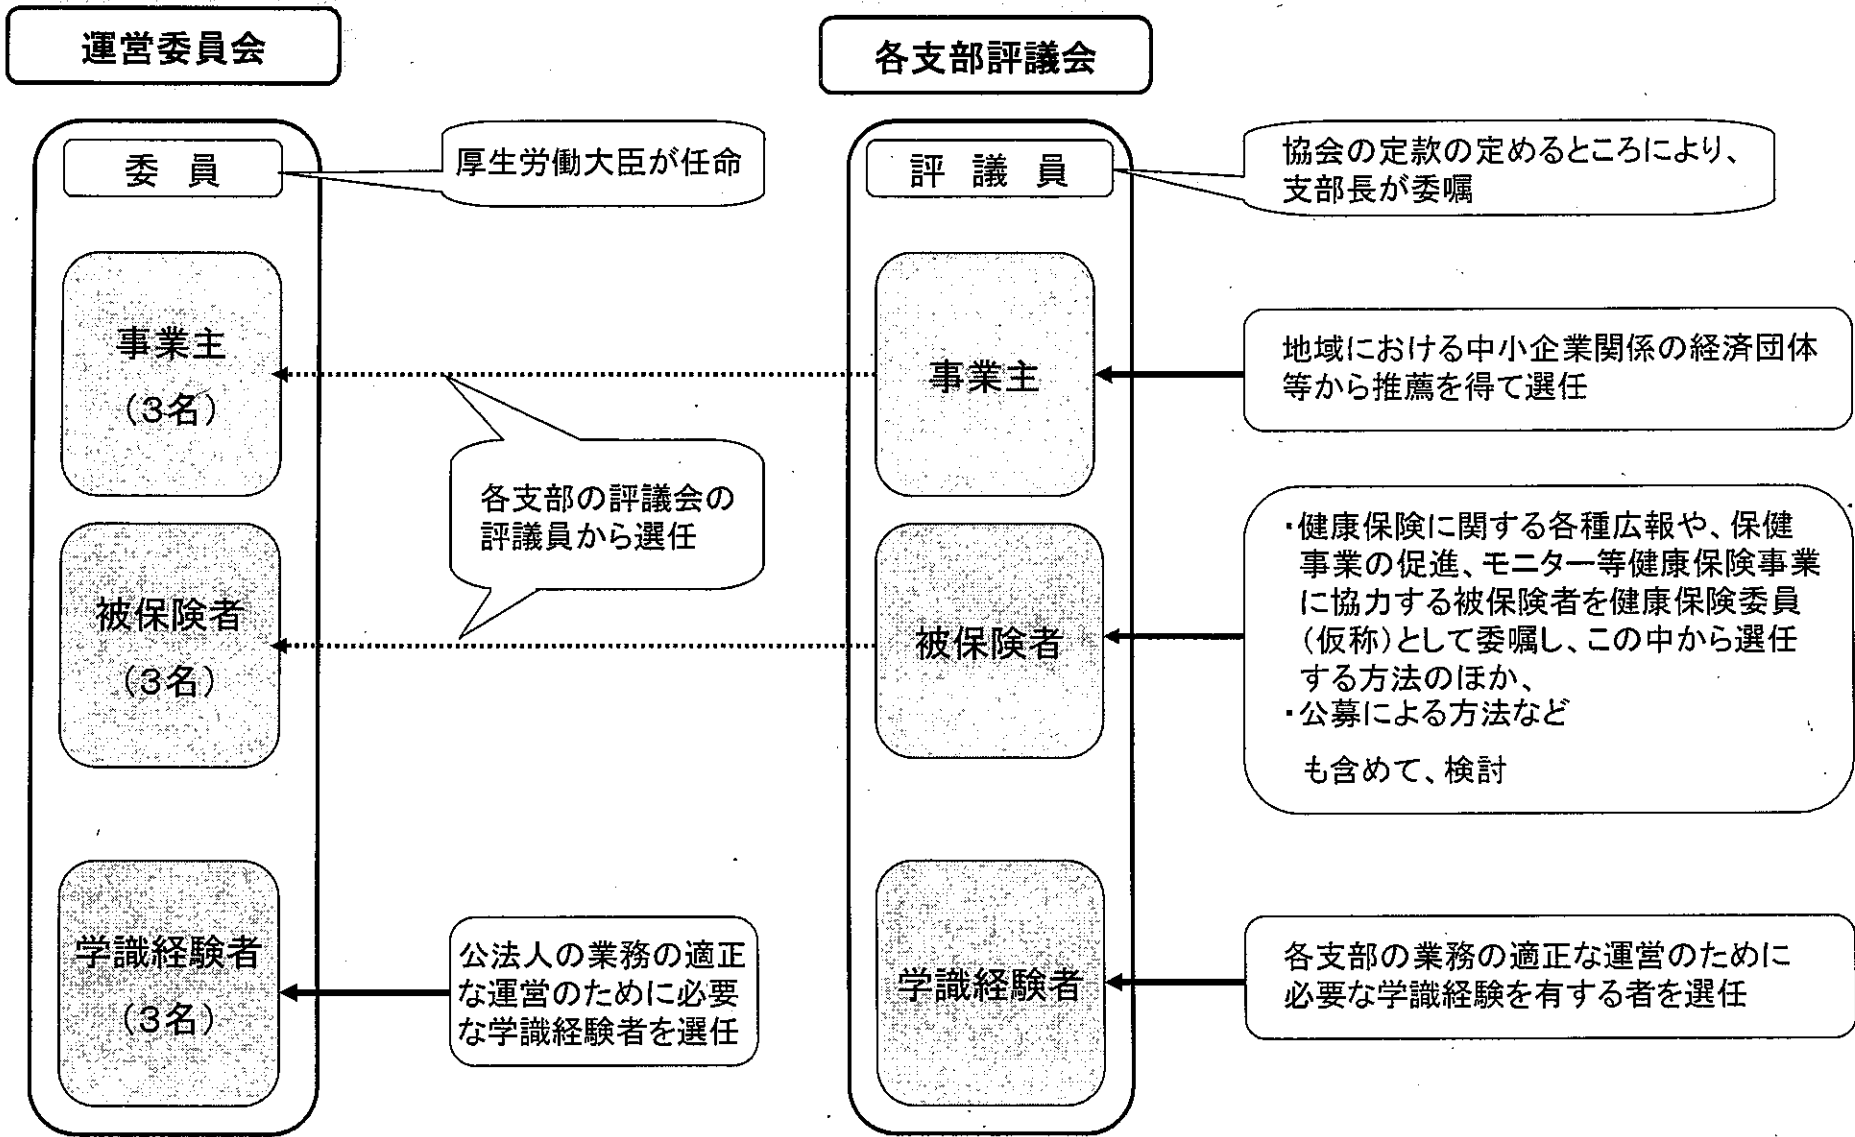 運営委員会
委員
厚生労働大臣が任命
事業主
（3名）
各支部の評議会の
評議員から選任
被保険者
（3名）
学識経験者
（3名）
公法人の業務の適正
な運営のために必要
な学識経験者を選任
各支部評議会
評議員
協会の定款の定めるところにより、
支部長が委嘱
事業主
地域における中小企業関係の経済団体
等から推薦を得て選任
被保険者
・健康保険に関する各種広報や、保健
事業の促進、モニター等健康保険事業
に協力する被保険者を健康保険委員
（仮称）として委嘱し、この中から選任
する方法のほか、
・公募による方法など
も含めて、検討
学識経験者
各支部の業務の適正な運営のために
必要な学識経験を有する者を選任